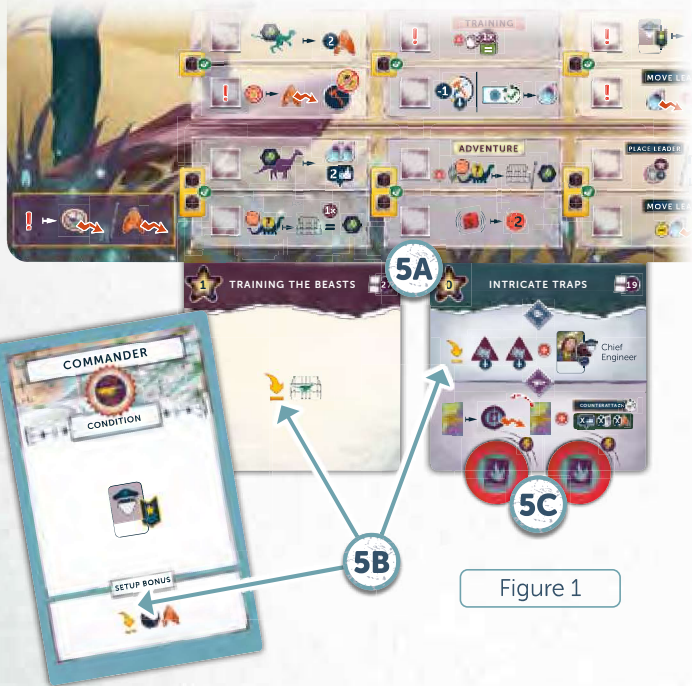 TRAINING
!
1x
=
2
!
!
-1
MOVE LEADER
ADVENTURE
2
PLACE LEADER
1x
=
2
MOVE LEA
!
5A
1
TRAINING THE BEASTS
27
0
INTRICATE TRAPS
19
Chief
Engineer
COUNTERATTACK
X X X
5C
COMMANDER
CONDITION
SETUP BONUS
5B
Figure 1